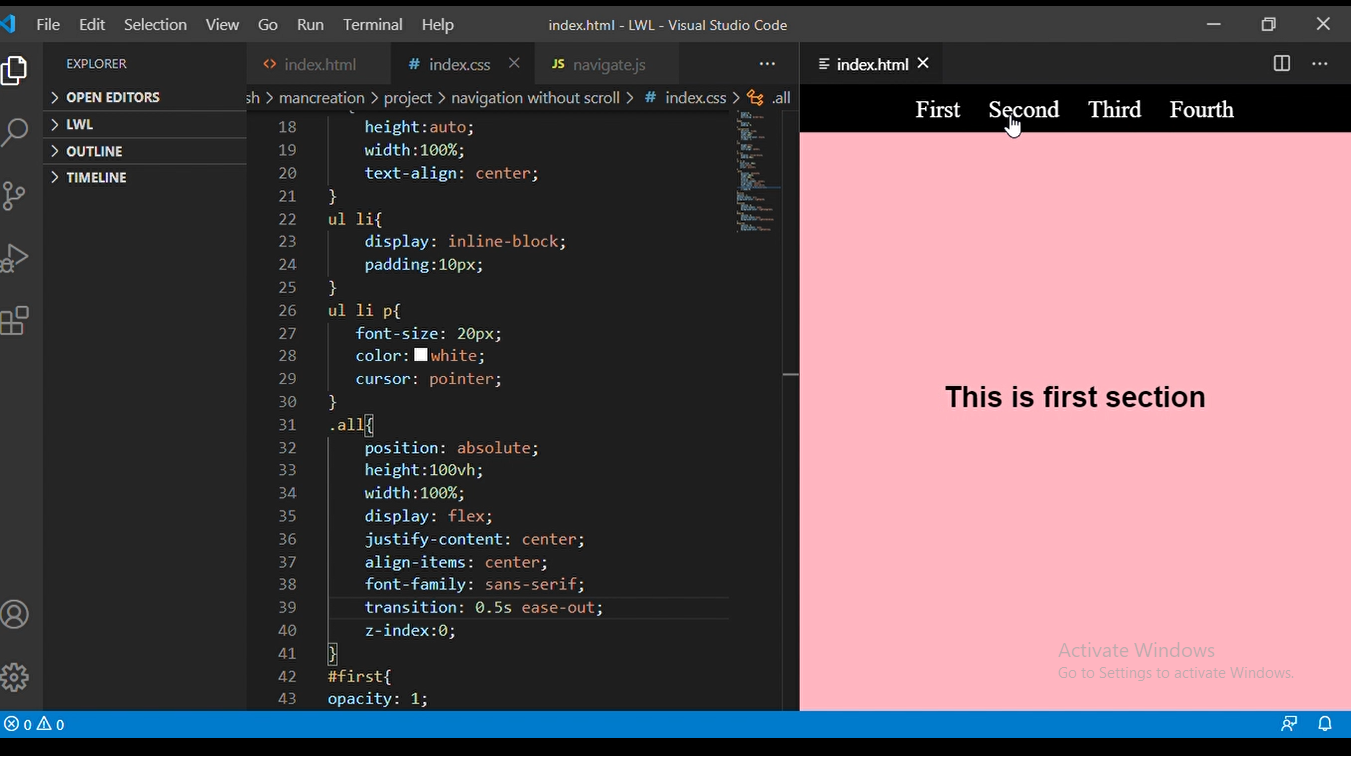 File Edit Selection View Go Run Terminal Help
index.html - LWL - Visual Studio Code
EXPLORER
OPEN EDITORS
LWL
OUTLINE
TIMELINE
<> index.html
# index.css
JS navigate.js
sh > mancreation > project > navigation without scroll > # index.css > .all
18 height:auto;
19 width:100%;
20 text-align: center;
21 }
22 ul li{
23 display: inline-block;
24 padding:10px;
25 }
26 ul li p{
27 font-size: 20px;
28 color: white;
29 cursor: pointer;
30 }
31 .all{
32 position: absolute;
33 height:100vh;
34 width:100%;
35 display: flex;
36 justify-content: center;
37 align-items: center;
38 font-family: sans-serif;
39 transition: 0.5s ease-out;
40 z-index:0;
41 }
42 #first{
43 opacity: 1;
index.html
First Second Third Fourth
This is first section
Activate Windows
Go to Settings to activate Windows.
0 0